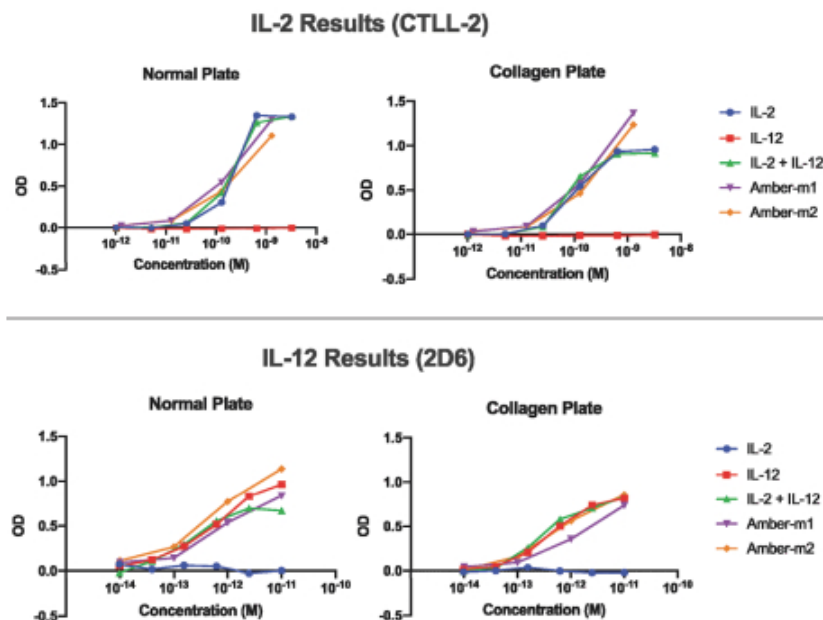 IL-2 Results (CTLL-2)
Normal Plate
Collagen Plate
1.5
1.0
0.5
0.0
-0.5
OD
10⁻¹² 10⁻¹¹ 10⁻¹⁰ 10⁻⁹ 10⁻⁸
Concentration (M)
1.5
1.0
0.5
0.0
-0.5
OD
10⁻¹² 10⁻¹¹ 10⁻¹⁰ 10⁻⁹ 10⁻⁸
Concentration (M)
IL-2
IL-12
IL-2 + IL-12
Amber-m1
Amber-m2
IL-12 Results (2D6)
Normal Plate
Collagen Plate
1.5
1.0
0.5
0.0
-0.5
OD
10⁻¹⁴ 10⁻¹³ 10⁻¹² 10⁻¹¹ 10⁻¹⁰
Concentration (M)
1.5
1.0
0.5
0.0
-0.5
OD
10⁻¹⁴ 10⁻¹³ 10⁻¹² 10⁻¹¹ 10⁻¹⁰
Concentration (M)
IL-2
IL-12
IL-2 + IL-12
Amber-m1
Amber-m2